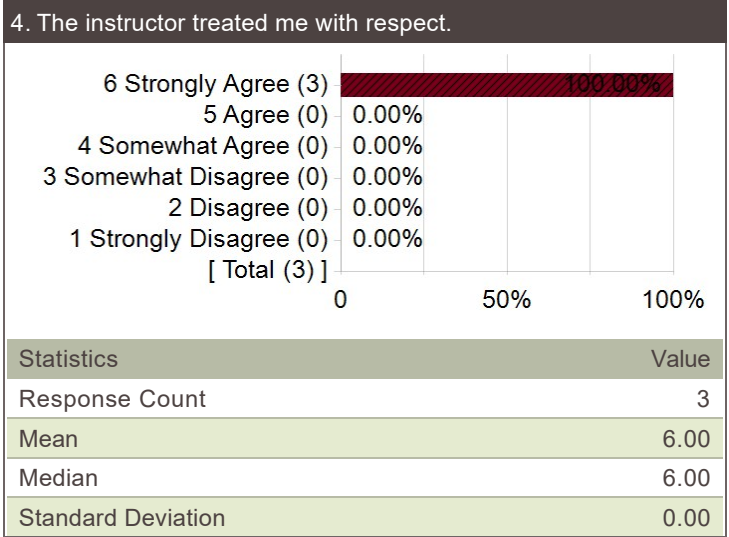 4. The instructor treated me with respect.
6 Strongly Agree (3) 100.00%
5 Agree (0) 0.00%
4 Somewhat Agree (0) 0.00%
3 Somewhat Disagree (0) 0.00%
2 Disagree (0) 0.00%
1 Strongly Disagree (0) 0.00%
[ Total (3) ]
0 50% 100%
Statistics Value
Response Count 3
Mean 6.00
Median 6.00
Standard Deviation 0.00